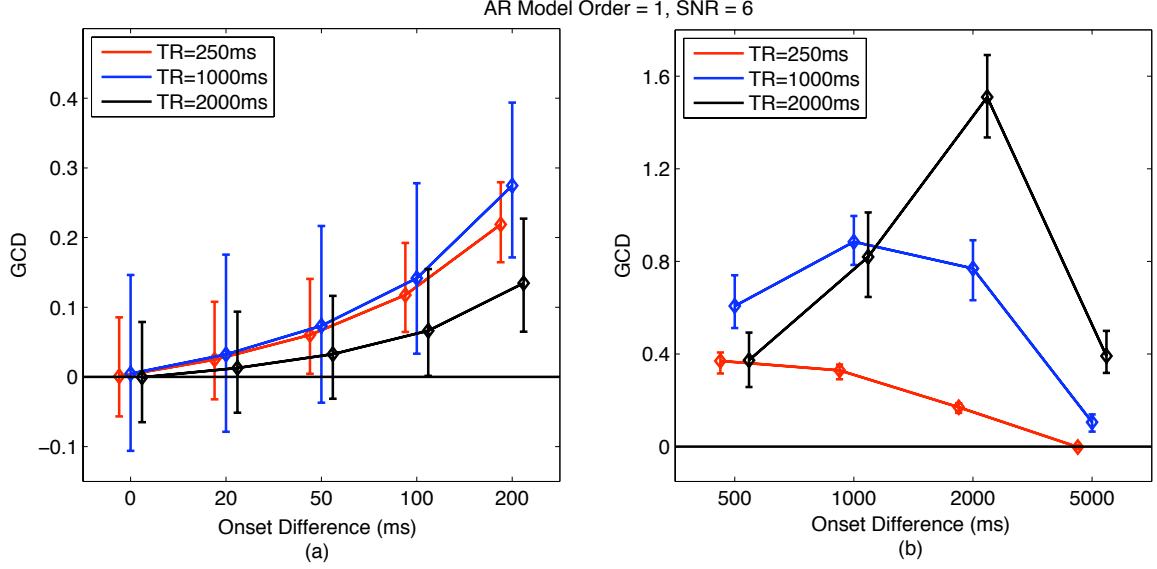 AR Model Order = 1, SNR = 6
TR=250ms
TR=1000ms
TR=2000ms
0.4
0.3
0.2
0.1
0
−0.1
GCD
0 20 50 100 200
Onset Difference (ms)
(a)
TR=250ms
TR=1000ms
TR=2000ms
1.6
1.2
0.8
0.4
0
GCD
500 1000 2000 5000
Onset Difference (ms)
(b)